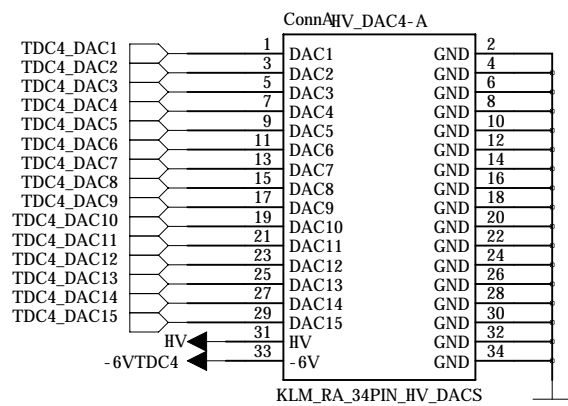 ConnA HV_DAC4-A
TDC4_DAC1 1 DAC1 GND 2
TDC4_DAC2 3 DAC2 GND 4
TDC4_DAC3 5 DAC3 GND 6
TDC4_DAC4 7 DAC4 GND 8
TDC4_DAC5 9 DAC5 GND 10
TDC4_DAC6 11 DAC6 GND 12
TDC4_DAC7 13 DAC7 GND 14
TDC4_DAC8 15 DAC8 GND 16
TDC4_DAC9 17 DAC9 GND 18
TDC4_DAC10 19 DAC10 GND 20
TDC4_DAC11 21 DAC11 GND 22
TDC4_DAC12 23 DAC12 GND 24
TDC4_DAC13 25 DAC13 GND 26
TDC4_DAC14 27 DAC14 GND 28
TDC4_DAC15 29 DAC15 GND 30
HV 31 HV GND 32
-6VTDC4 33 -6V GND 34
KLM_RA_34PIN_HV_DACS